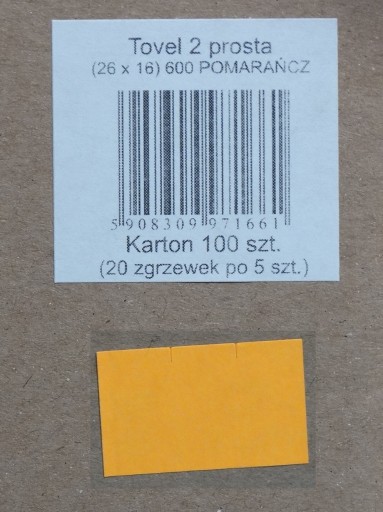 Tovel 2 prosta
(26 x 16) 600 POMARAŃCZ
5 908309 971661
Karton 100 szt.
(20 zgrzewek po 5 szt.)